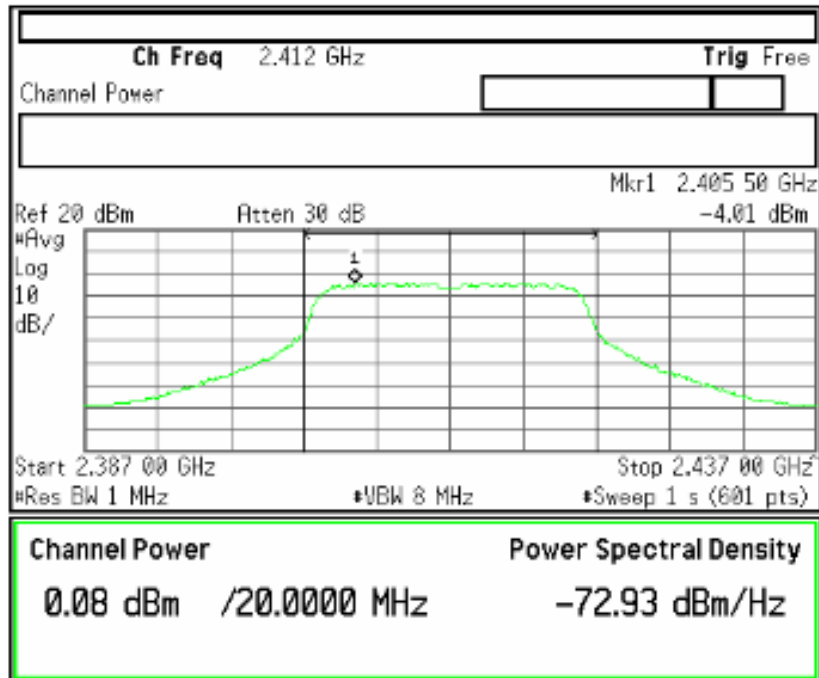 Ch Freq 2.412 GHz Trig Free
Channel Power
Mkr1 2.405 50 GHz
Ref 20 dBm Atten 30 dB -4.01 dBm
#Avg
Log
10
dB/
1
Start 2.387 00 GHz Stop 2.437 00 GHz^
#Res BW 1 MHz #VBW 8 MHz #Sweep 1 s (601 pts)
Channel Power Power Spectral Density
0.08 dBm /20.0000 MHz -72.93 dBm/Hz